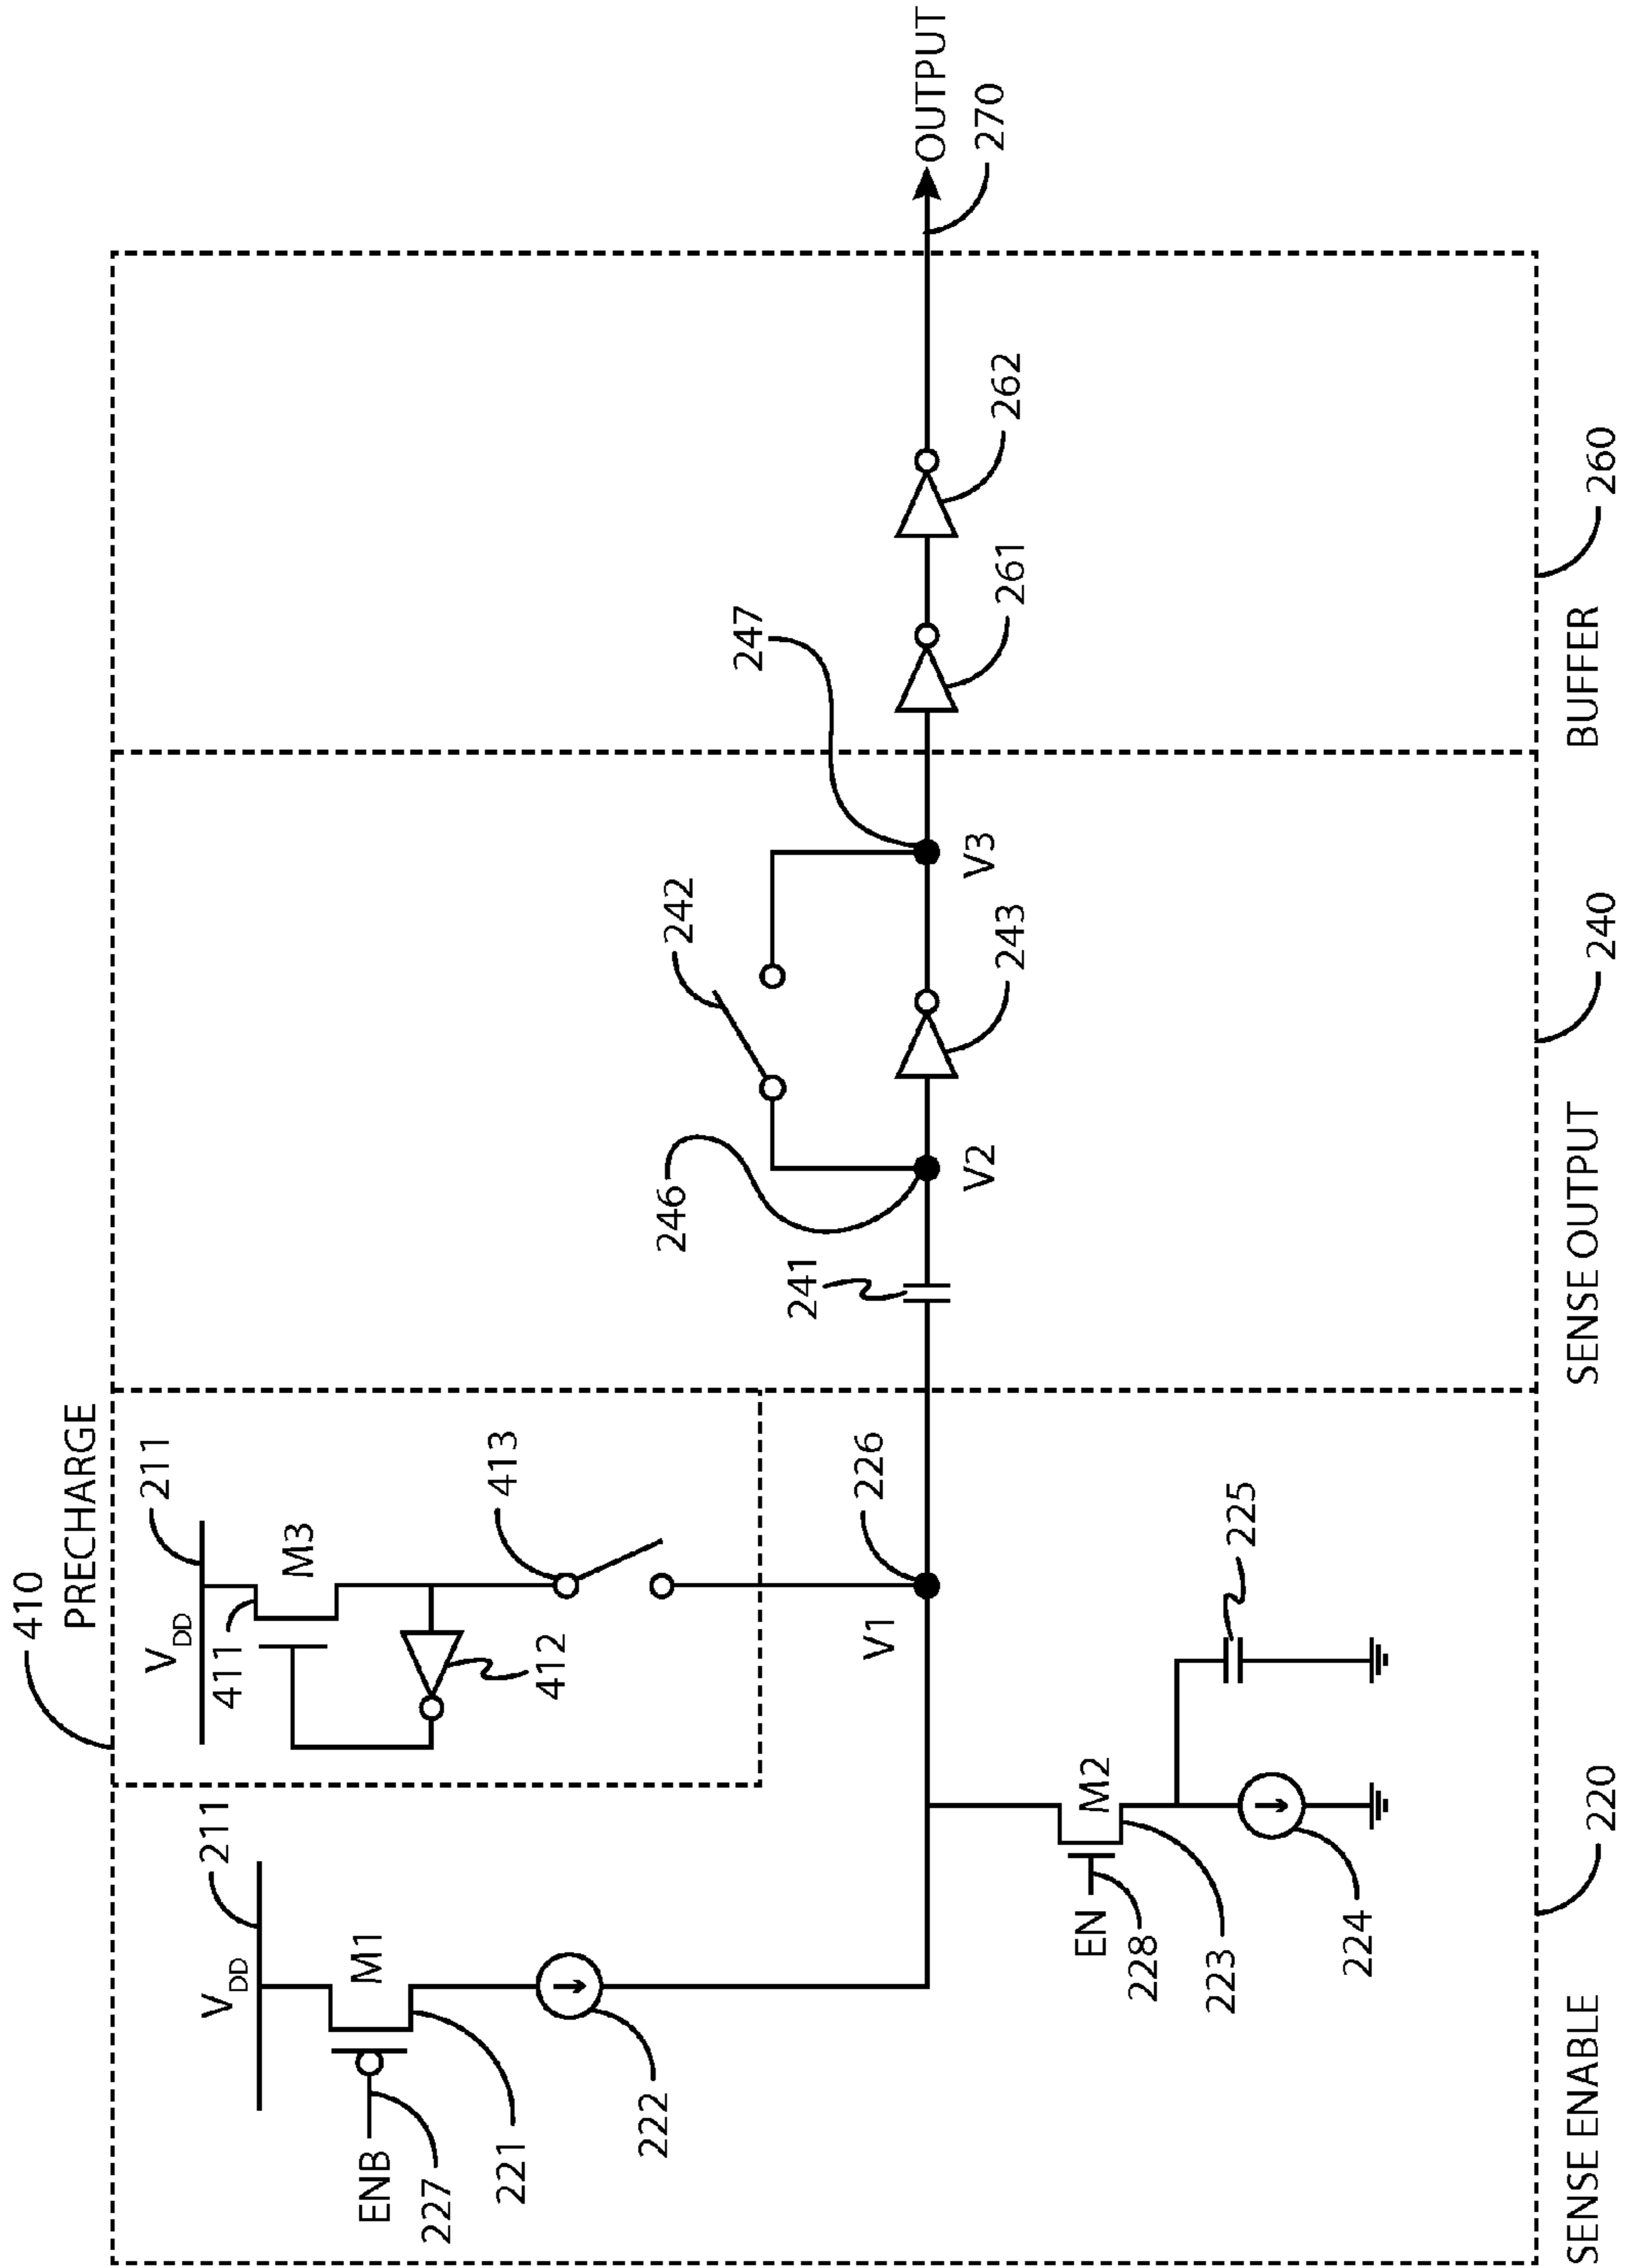 410
PRECHARGE
V DD
211
411
M3
412
413
V DD
211
M1
ENB
227
221
222
V1
226
EN
228
M2
223
224
225
241
246
V2
242
243
247
V3
261
262
OUTPUT
270
SENSE ENABLE
220
SENSE OUTPUT
240
BUFFER
260